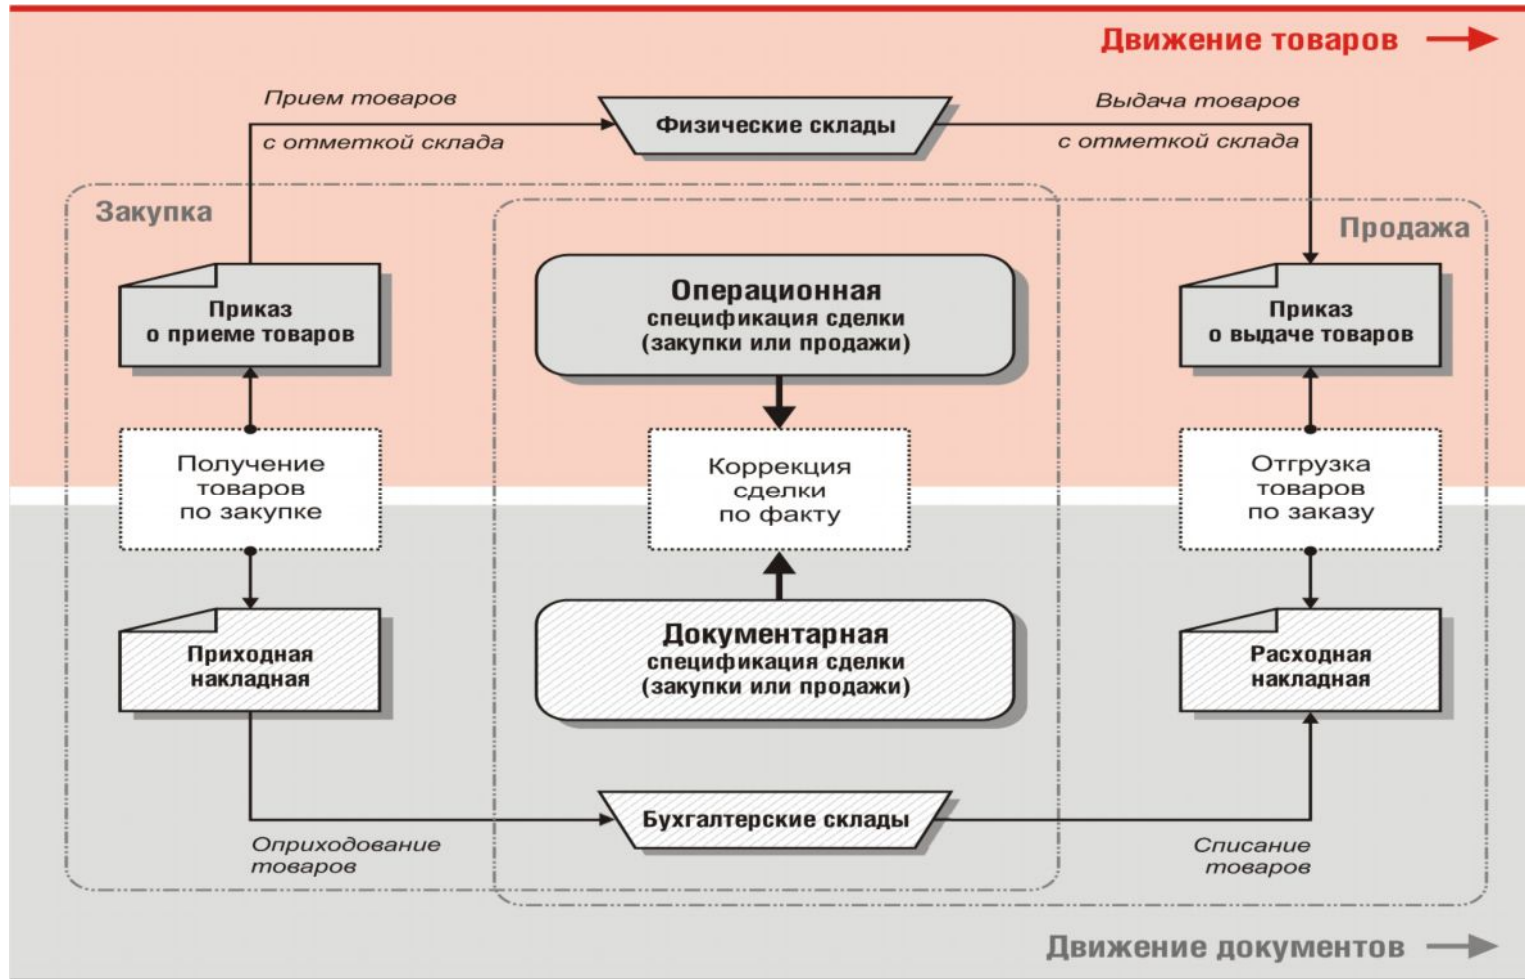 Движение товаров
Прием товаров
с отметкой склада
Физические склады
Выдача товаров
с отметкой склада
Закупка
Продажа
Приказ
о приеме товаров
Операционная
спецификация сделки
(закупки или продажи)
Приказ
о выдаче товаров
Получение
товаров
по закупке
Коррекция
сделки
по факту
Отгрузка
товаров
по заказу
Приходная
накладная
Документарная
спецификация сделки
(закупки или продажи)
Расходная
накладная
Оприходование
товаров
Бухгалтерские склады
Списание
товаров
Движение документов